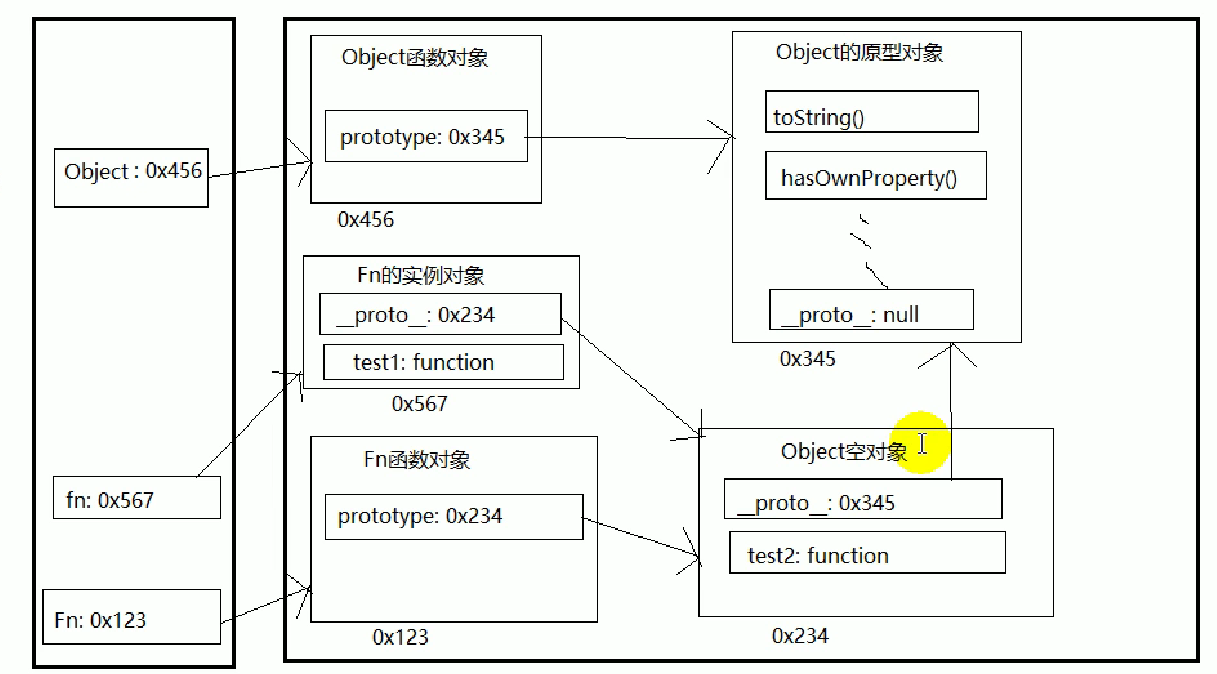 Object函数对象
Object的原型对象
prototype: 0x345
toString()
Object : 0x456
hasOwnProperty()
0x456
Fn的实例对象
__proto__: 0x234
__proto__: null
test1: function
0x345
0x567
Object空对象
Fn函数对象
fn: 0x567
prototype: 0x234
__proto__: 0x345
test2: function
Fn: 0x123
0x123
0x234